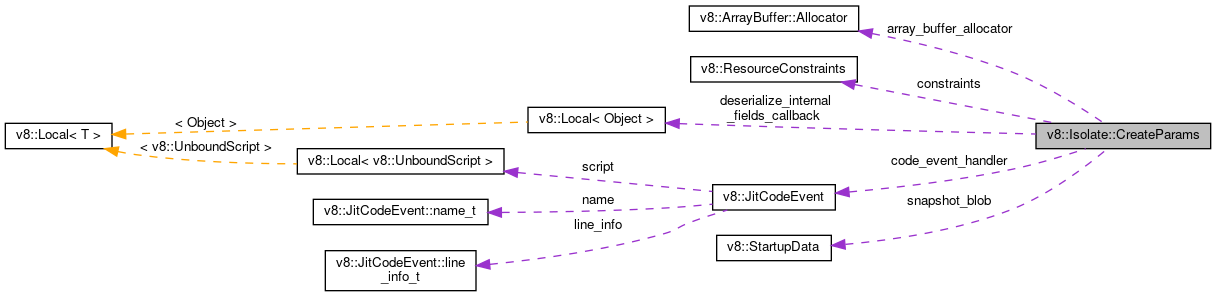 v8::ArrayBuffer::Allocator
array_buffer_allocator
v8::ResourceConstraints
constraints
deserialize_internal
_fields_callback
v8::Local< Object >
< Object >
v8::Local< T >
v8::Isolate::CreateParams
< v8::UnboundScript >
v8::Local< v8::UnboundScript >
script
code_event_handler
v8::JitCodeEvent
name
v8::JitCodeEvent::name_t
snapshot_blob
line_info
v8::StartupData
v8::JitCodeEvent::line
_info_t